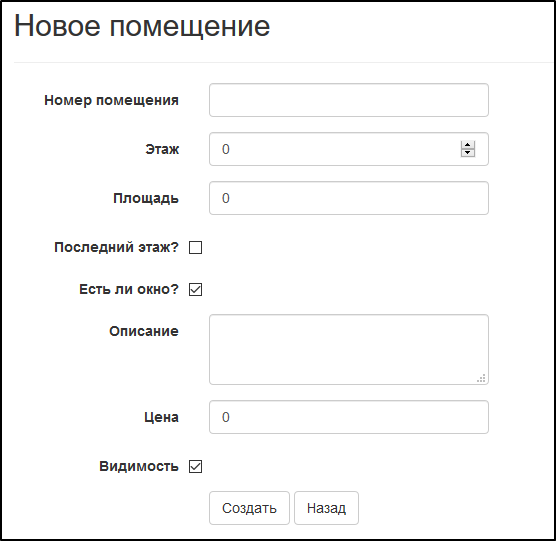 Новое помещение
Номер помещения
Этаж 0
Площадь 0
Последний этаж?
Есть ли окно?
Описание
Цена 0
Видимость
Создать Назад